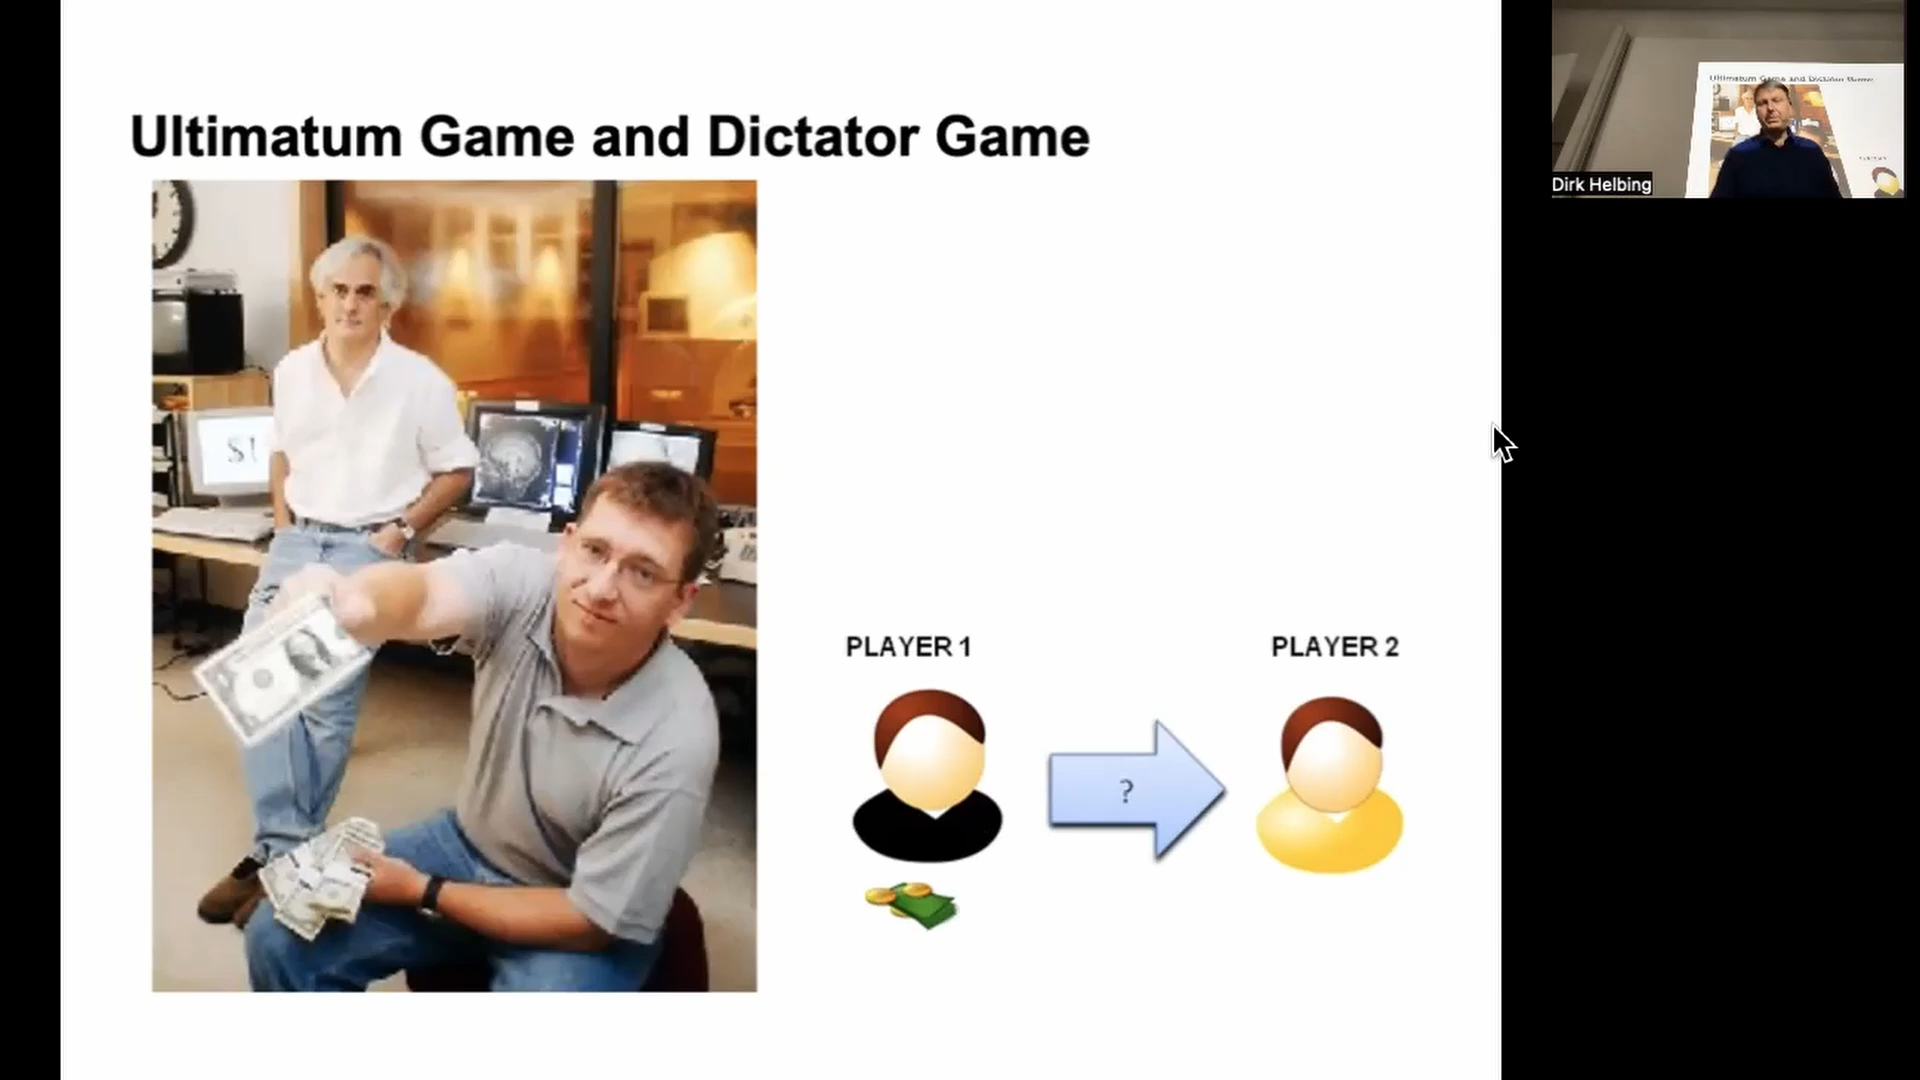 Ultimatum Game and Dictator Game
Dirk Helbing
PLAYER 1
PLAYER 2
?